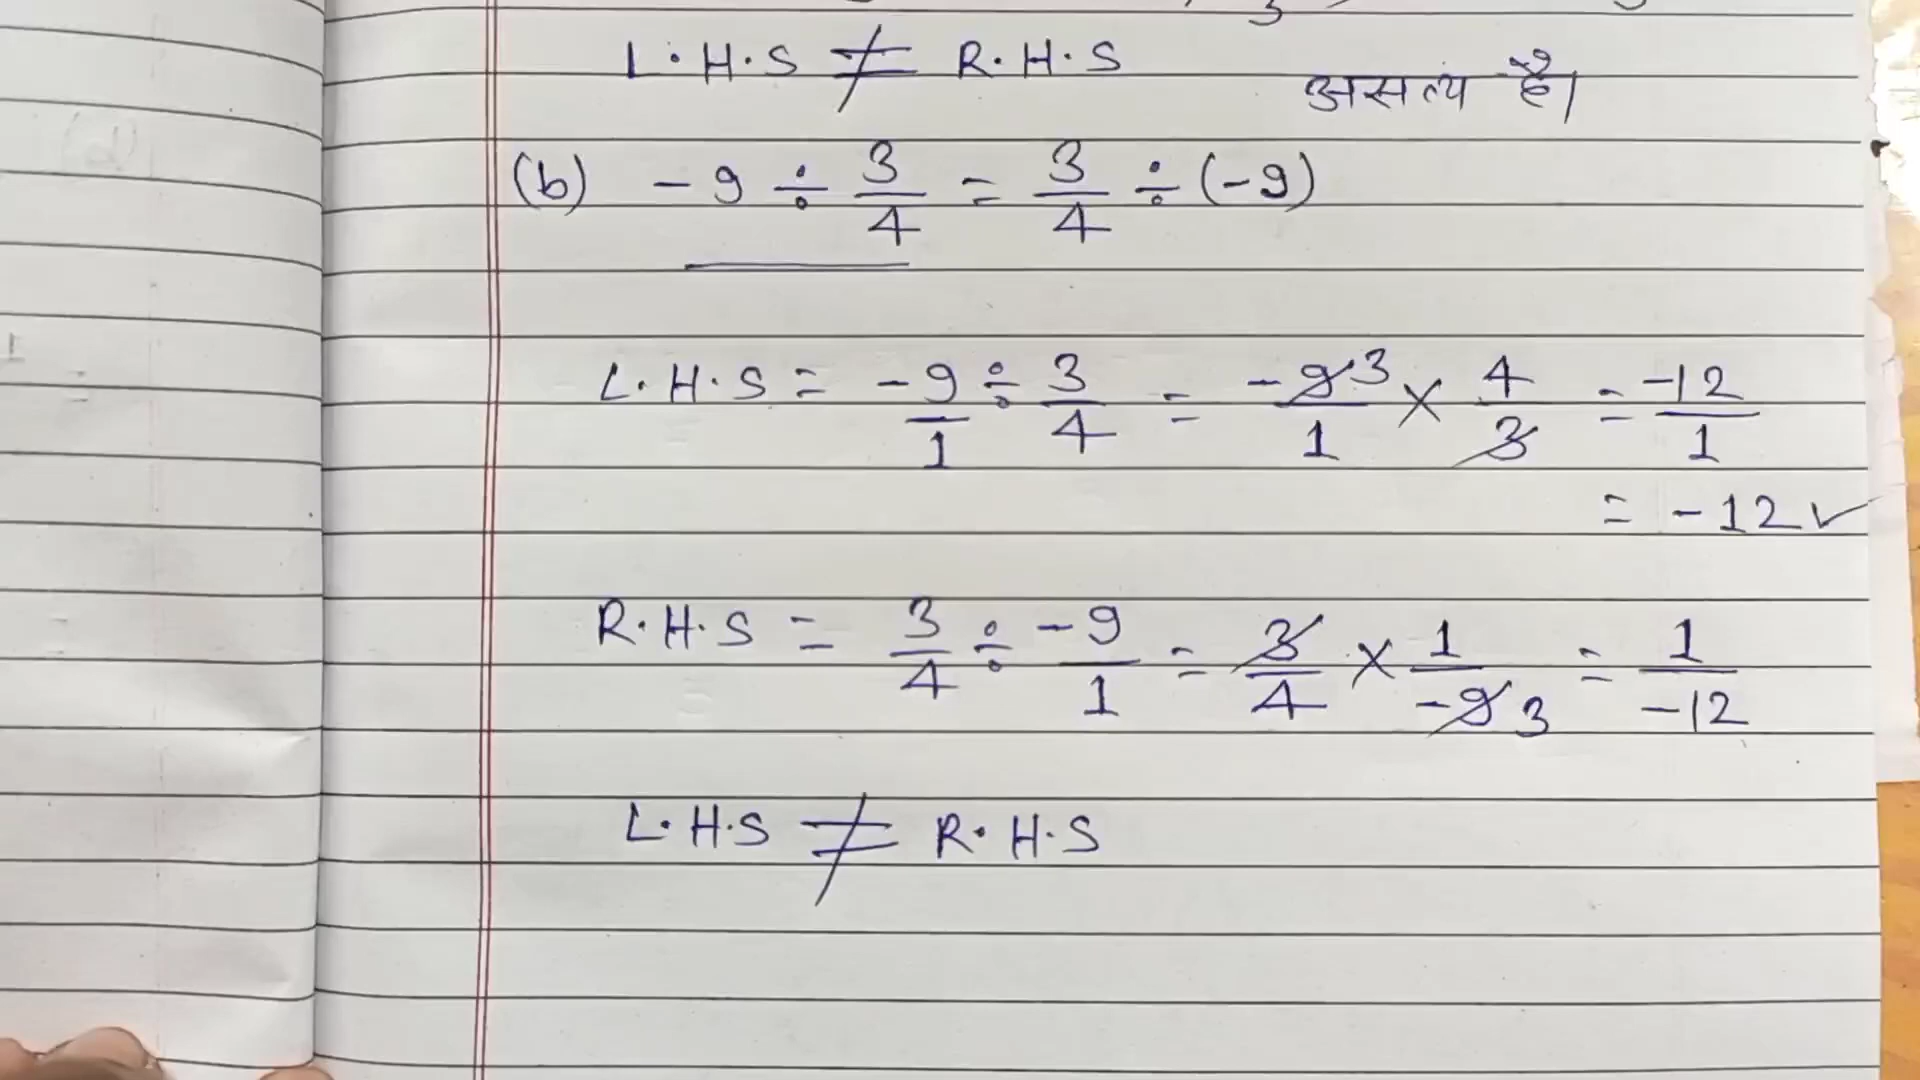 L.H.S ≠ R.H.S
असत्य है।
(b) -9 ÷ 3/4 = 3/4 ÷ (-9)
L.H.S = -9/1 ÷ 3/4 = -9 3/1 × 4/3 = -12/1
= -12 ✓
R.H.S = 3/4 ÷ -9/1 = 3/4 × 1/-9 3 = 1/-12
L.H.S ≠ R.H.S